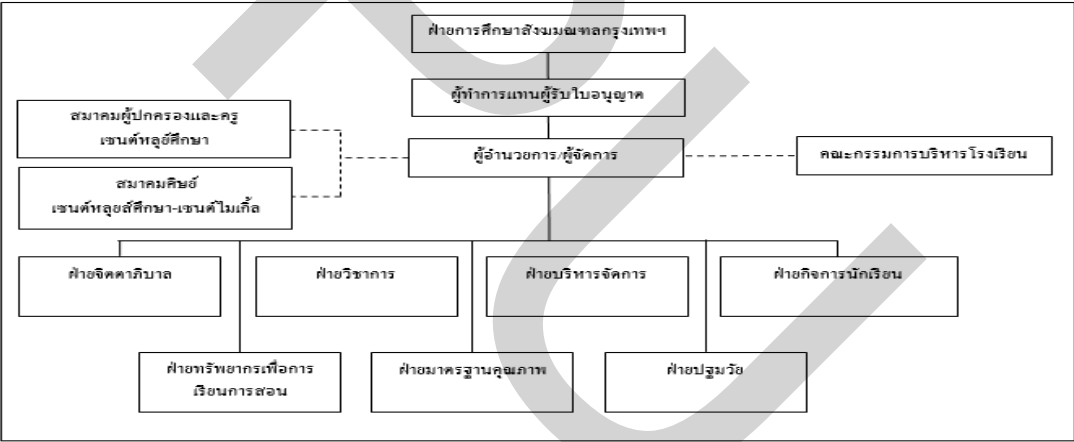 ฝ่ายการศึกษาสังฆมณฑลกรุงเทพฯ
ผู้ทำการแทนผู้รับใบอนุญาต
สมาคมผู้ปกครองและครู
เซนต์หลุย์ศึกษา
ผู้อำนวยการ/ผู้จัดการ
คณะกรรมการบริหารโรงเรียน
สมาคมศิษย์
เซนต์หลุยส์ศึกษา-เซนต์ไมเกิ้ล
ฝ่ายจิตตาภิบาล
ฝ่ายวิชาการ
ฝ่ายบริหารจัดการ
ฝ่ายกิจการนักเรียน
ฝ่ายทรัพยากรเพื่อการ
เรียนการสอน
ฝ่ายมาตรฐานคุณภาพ
ฝ่ายปฐมวัย